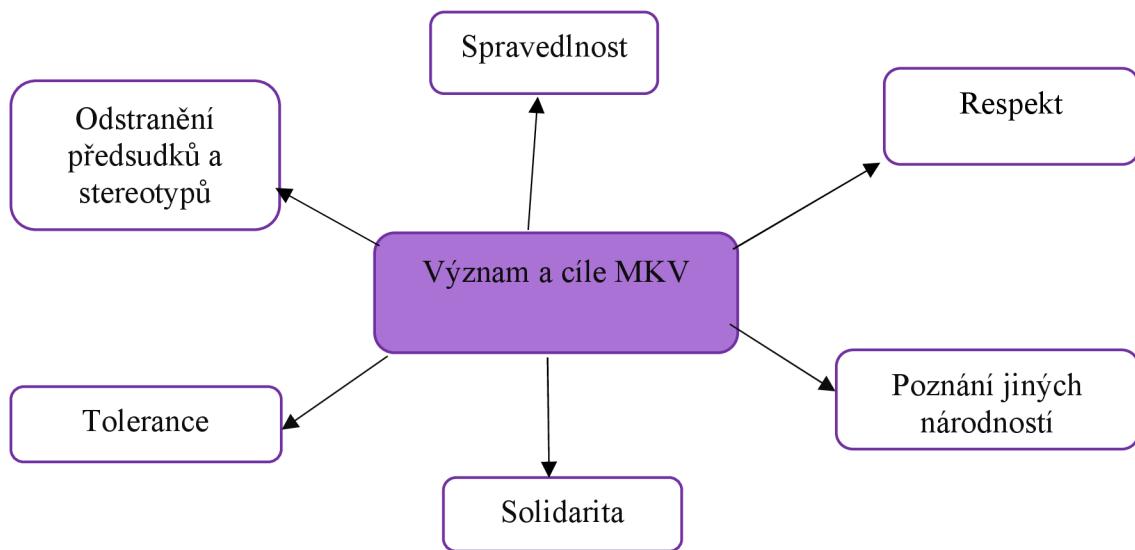 Spravedlnost
Odstranění
předsudků a
stereotypů
Respekt
Význam a cíle MKV
Tolerance
Poznání jiných
národností
Solidarita